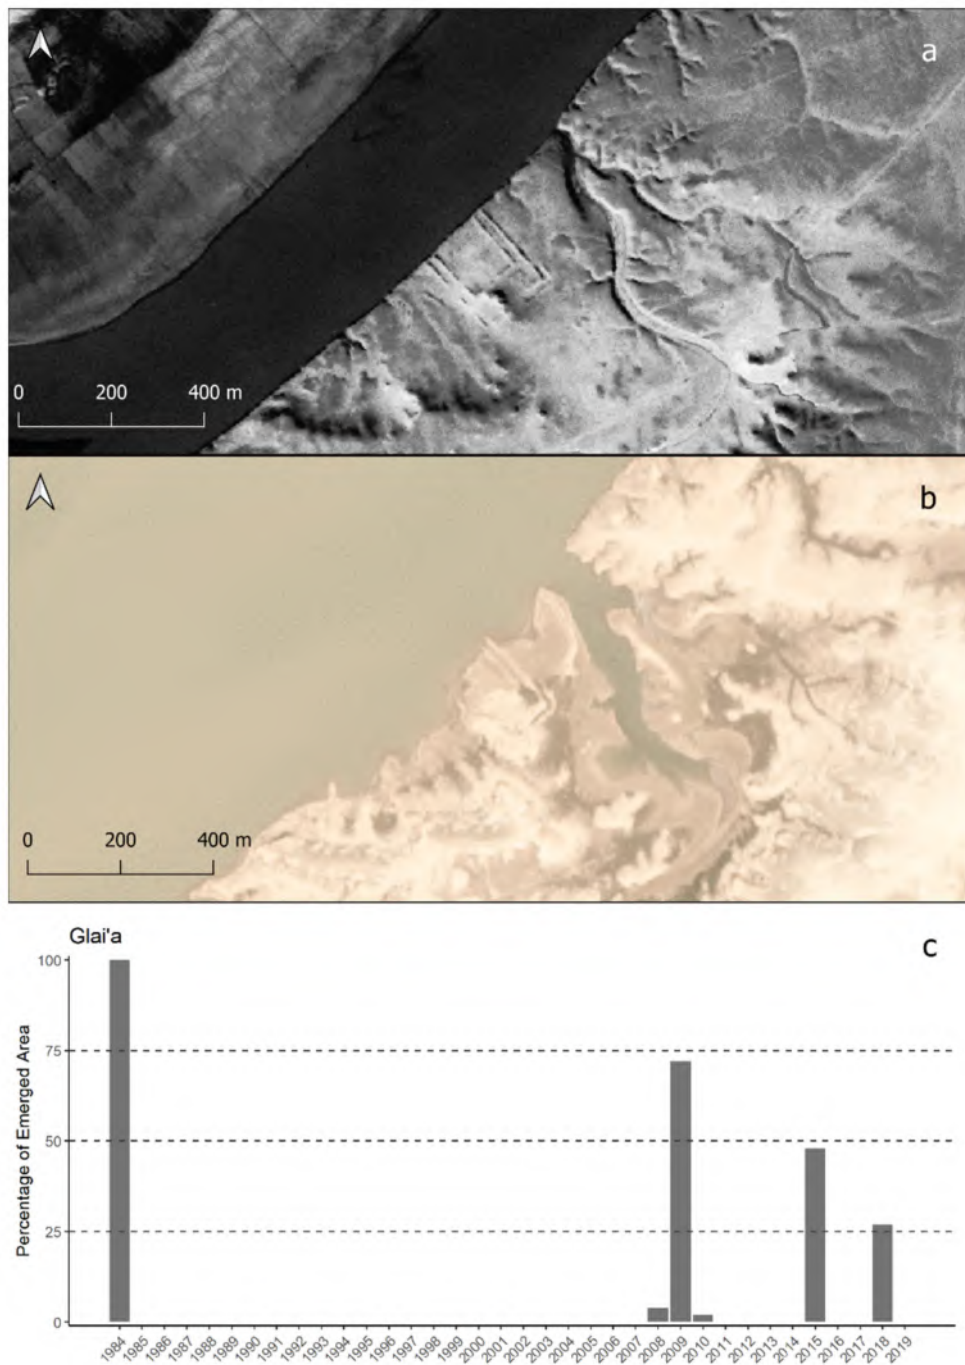 a
0 200 400 m
b
0 200 400 m
Glai'a
c
Percentage of Emerged Area
100
75
50
25
0
1984 1985 1986 1987 1988 1989 1990 1991 1992 1993 1994 1995 1996 1997 1998 1999 2000 2001 2002 2003 2004 2005 2006 2007 2008 2009 2010 2011 2012 2013 2014 2015 2016 2017 2018 2019